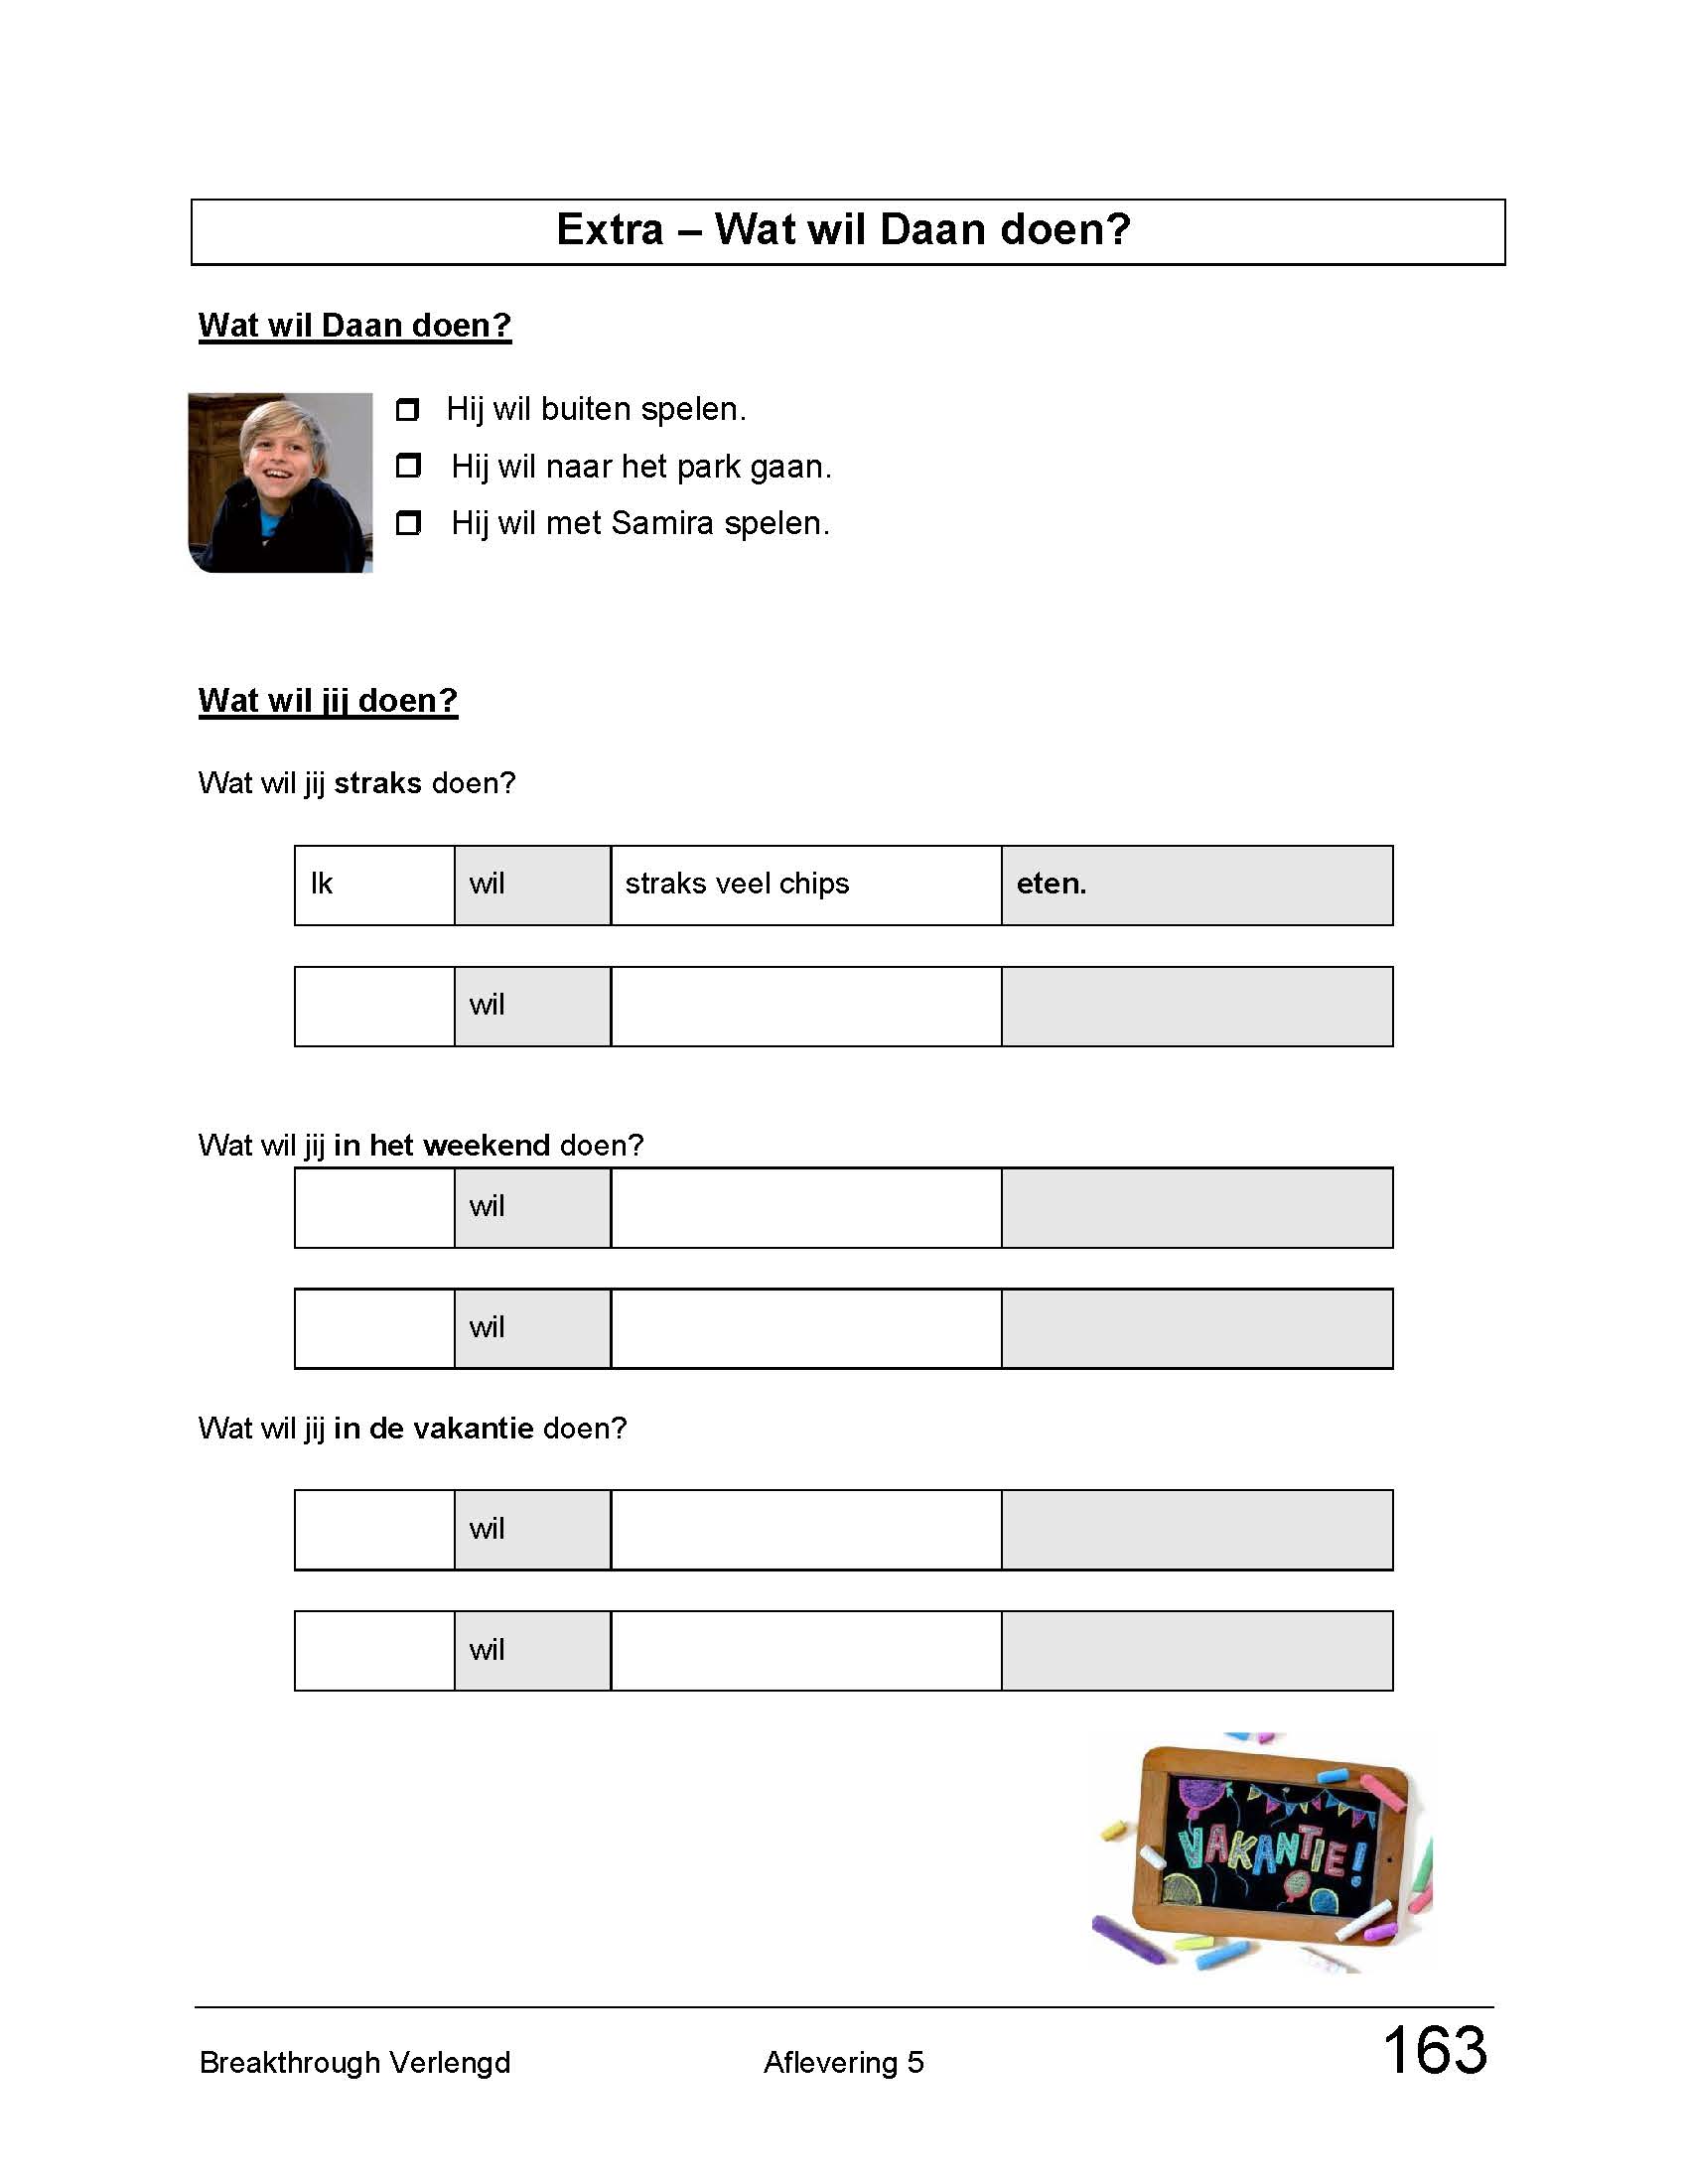 Extra – Wat wil Daan doen?
Wat wil Daan doen?
Hij wil buiten spelen.
Hij wil naar het park gaan.
Hij wil met Samira spelen.
Wat wil jij doen?
Wat wil jij straks doen?
Ik wil straks veel chips eten.
wil
Wat wil jij in het weekend doen?
wil
wil
Wat wil jij in de vakantie doen?
wil
wil
VAKANTIE!
Breakthrough Verlengd Aflevering 5 163